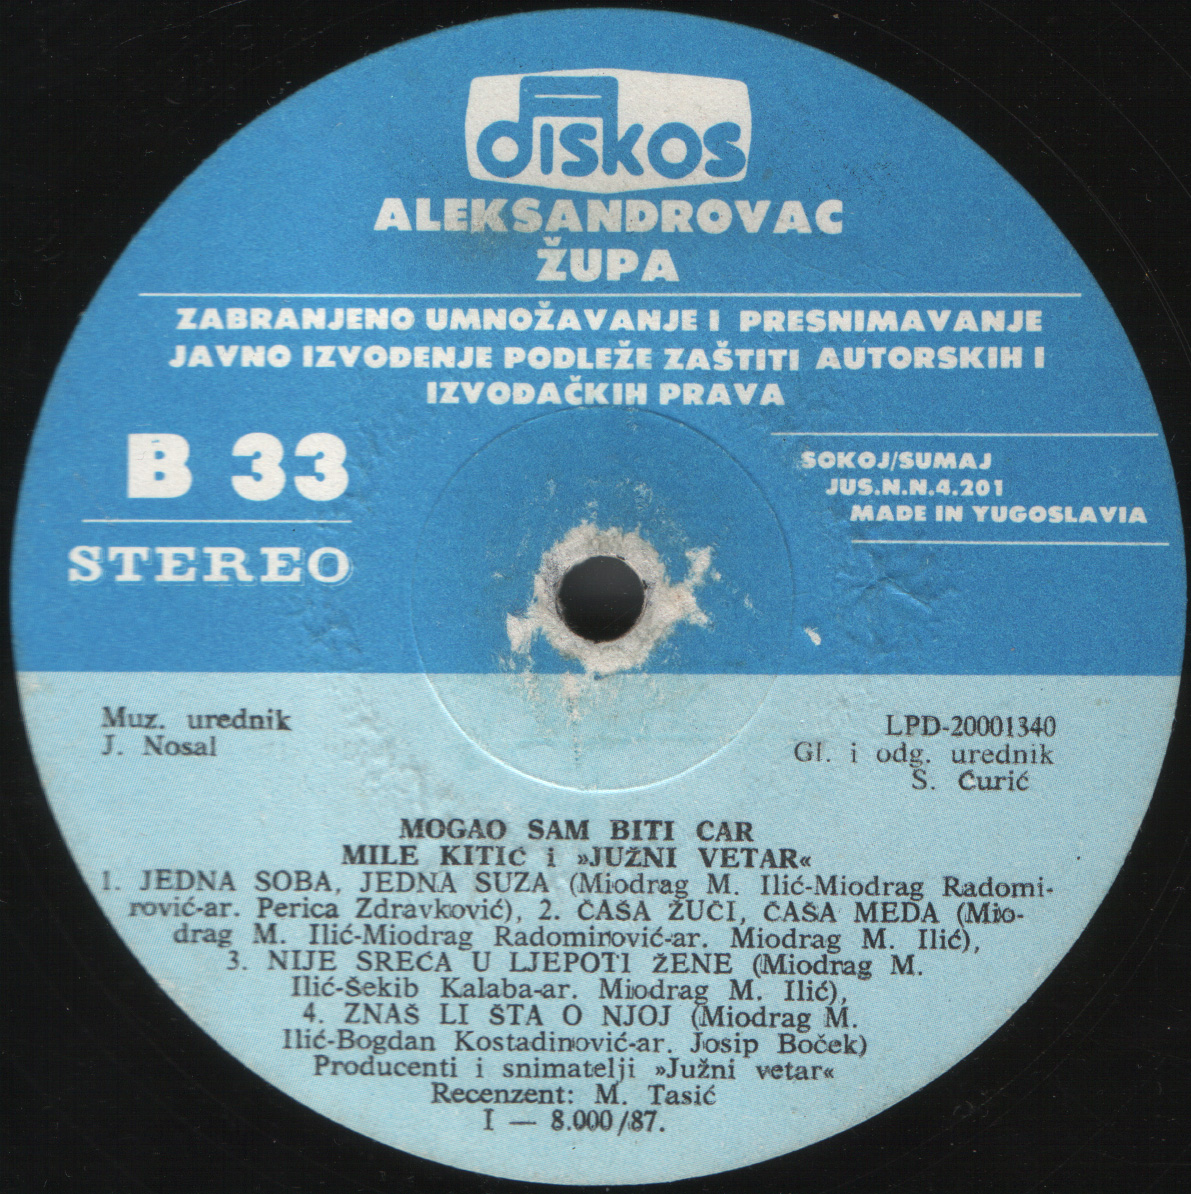 dISKOS
ALEKSANDROVAC
ŽUPA
ZABRANJENO UMNOŽAVANJE I PRESNIMAVANJE
JAVNO IZVOĐENJE PODLEŽE ZAŠTITI AUTORSKIH I
IZVOĐAČKIH PRAVA
B 33
STEREO
SOKOJ/SUMAJ
JUS.N.N.4.201
MADE IN YUGOSLAVIA
Muz. urednik
J. Nosal
LPD-20001340
Gl. i odg. urednik
S. Ćurić
MOGAO SAM BITI CAR
MILE KITIĆ i »JUŽNI VETAR«
1. JEDNA SOBA, JEDNA SUZA (Miodrag M. Ilić-Miodrag Radomi-
rović-ar. Perica Zdravković), 2. ČAŠA ŽUČI, ČAŠA MEDA (Mio-
drag M. Ilić-Miodrag Radominović-ar. Miodrag M. Ilić),
3. NIJE SREĆA U LJEPOTI ŽENE (Miodrag M.
Ilić-Šekib Kalaba-ar. Miodrag M. Ilić),
4. ZNAŠ LI ŠTA O NJOJ (Miodrag M.
Ilić-Bogdan Kostadinović-ar. Josip Boček)
Producenti i snimatelji »Južni vetar«
Recenzent: M. Tasić
I — 8.000/87.